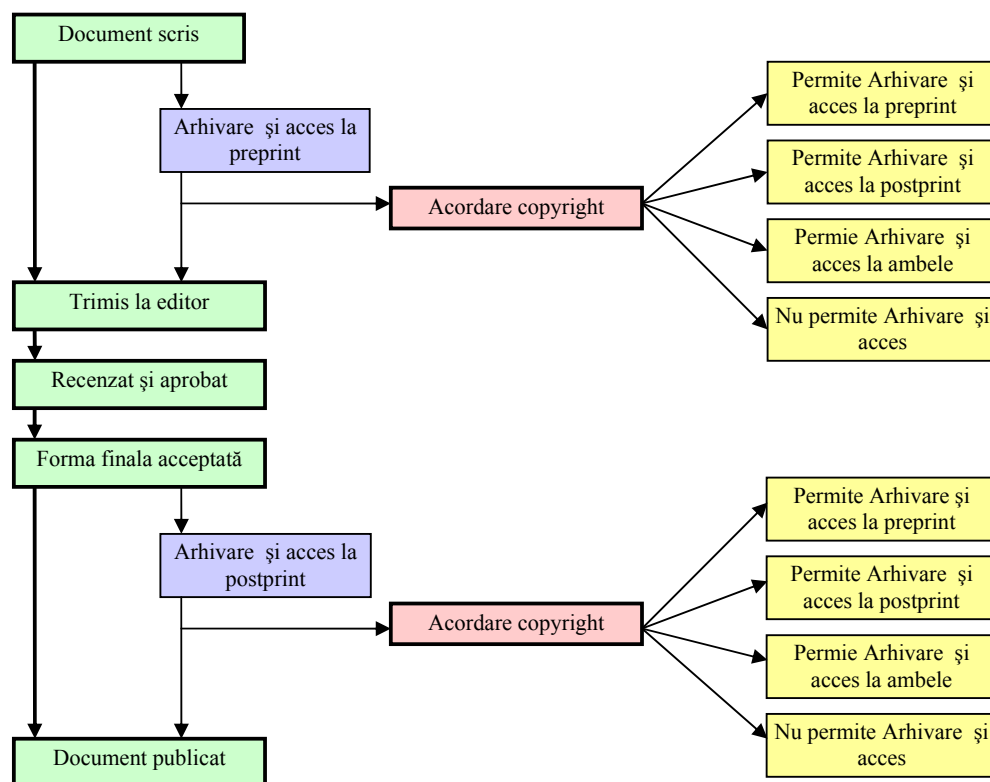 Document scris
Arhivare şi acces la
preprint
Acordare copyright
Permite Arhivare şi
acces la preprint
Permite Arhivare şi
acces la postprint
Permie Arhivare şi
acces la ambele
Nu permite Arhivare şi
acces
Trimis la editor
Recenzat şi aprobat
Forma finala acceptată
Arhivare şi acces la
postprint
Acordare copyright
Permite Arhivare şi
acces la preprint
Permite Arhivare şi
acces la postprint
Permie Arhivare şi
acces la ambele
Nu permite Arhivare şi
acces
Document publicat